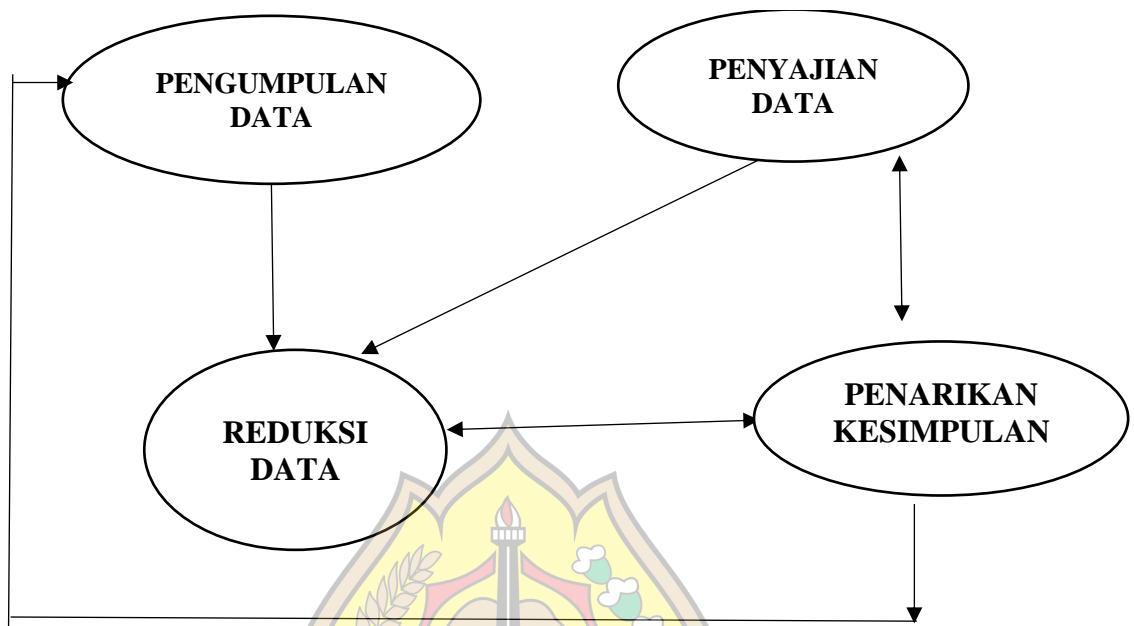 PENGUMPULAN
DATA
PENYAJIAN
DATA
REDUKSI
DATA
PENARIKAN
KESIMPULAN